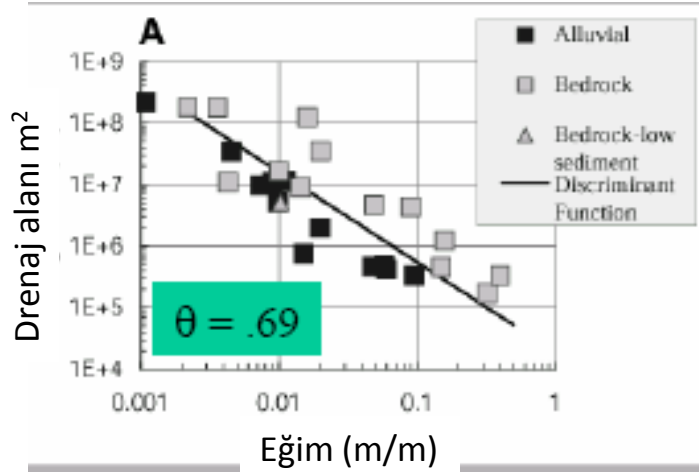 A
Alluvial
Bedrock
Bedrock-low
sediment
Discriminant
Function
Drenaj alanı m²
1E+9
1E+8
1E+7
1E+6
1E+5
1E+4
θ = .69
0.001
0.01
0.1
1
Eğim (m/m)